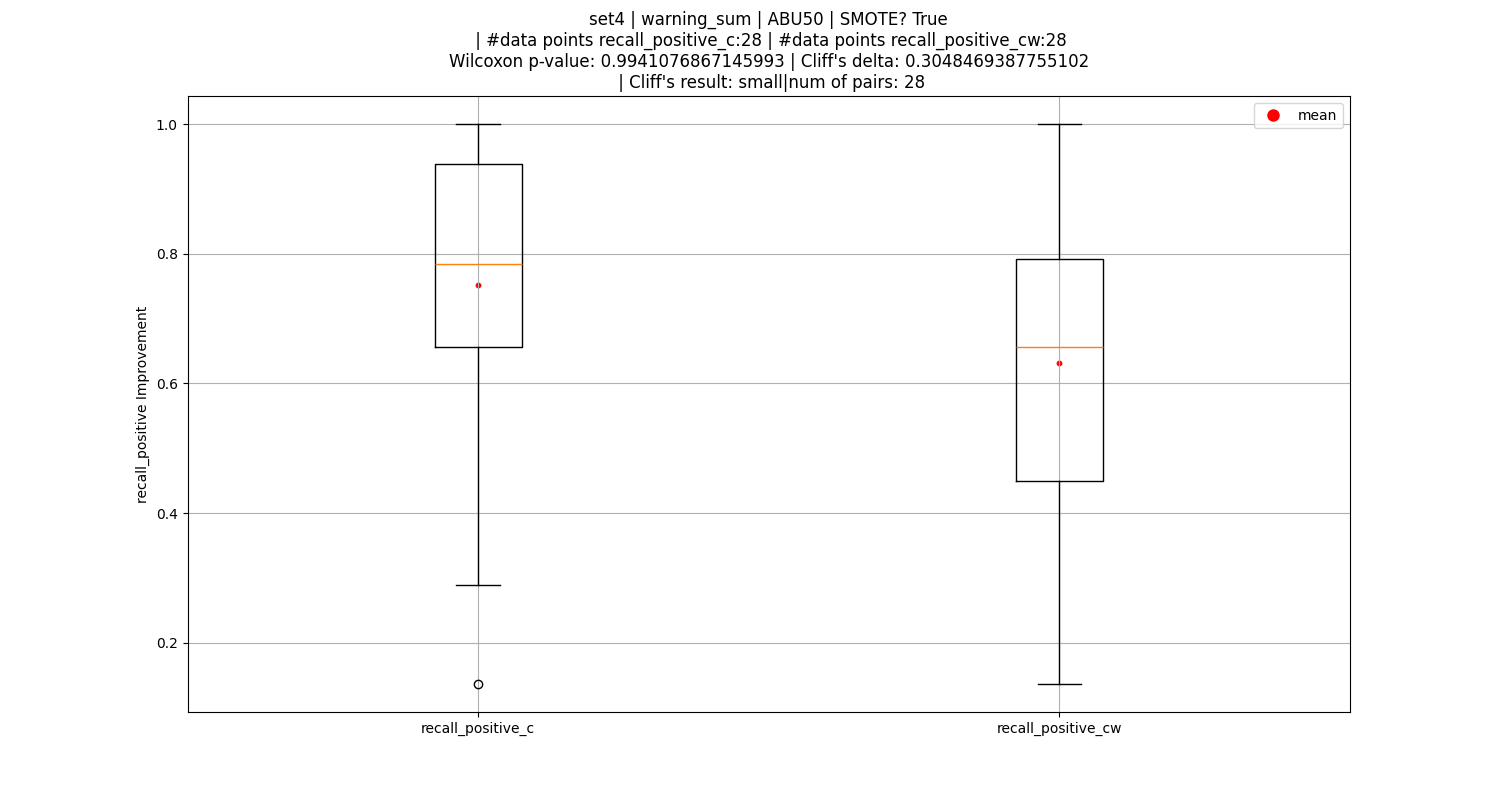 set4 | warning_sum | ABU50 | SMOTE? True
| #data points recall_positive_c:28 | #data points recall_positive_cw:28
Wilcoxon p-value: 0.9941076867145993 | Cliff's delta: 0.3048469387755102
| Cliff's result: small|num of pairs: 28
mean
1.0
0.8
0.6
0.4
0.2
recall_positive Improvement
recall_positive_c
recall_positive_cw